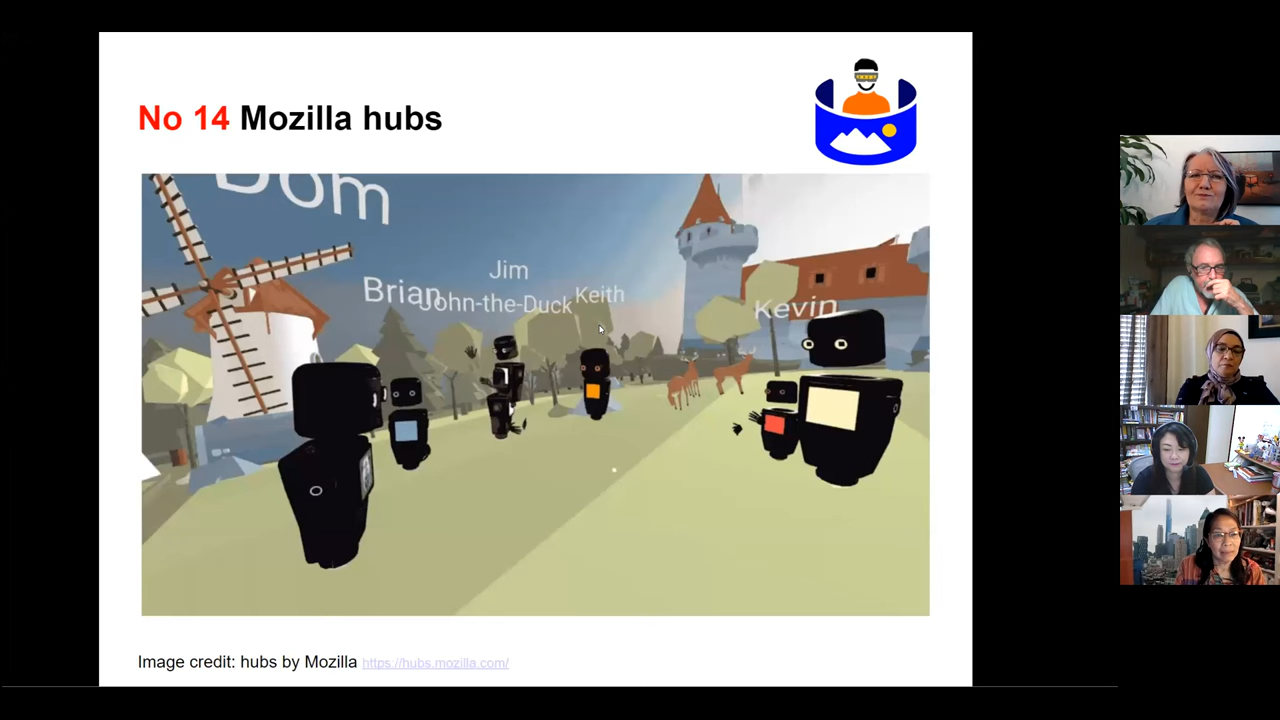 No 14 Mozilla hubs
Dom
Jim
Brian
John-the-Duck
Keith
Kevin
Image credit: hubs by Mozilla https://hubs.mozilla.com/